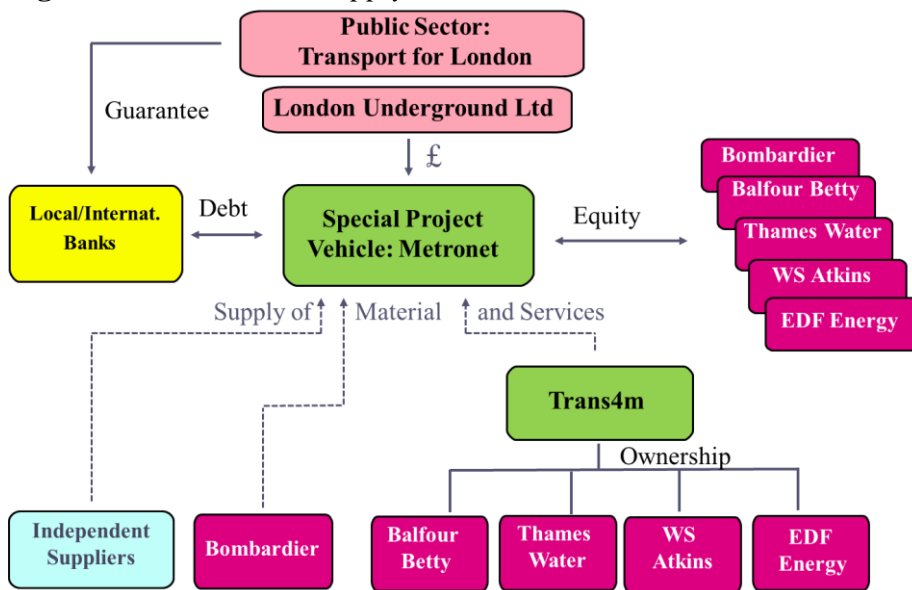 Public Sector:
Transport for London
Guarantee
London Underground Ltd
£
Bombardier
Balfour Betty
Thames Water
WS Atkins
EDF Energy
Local/Internat.
Banks
Debt
Special Project
Vehicle: Metronet
Equity
Supply of Material and Services
Trans4m
Ownership
Independent
Suppliers
Bombardier
Balfour
Betty
Thames
Water
WS
Atkins
EDF
Energy